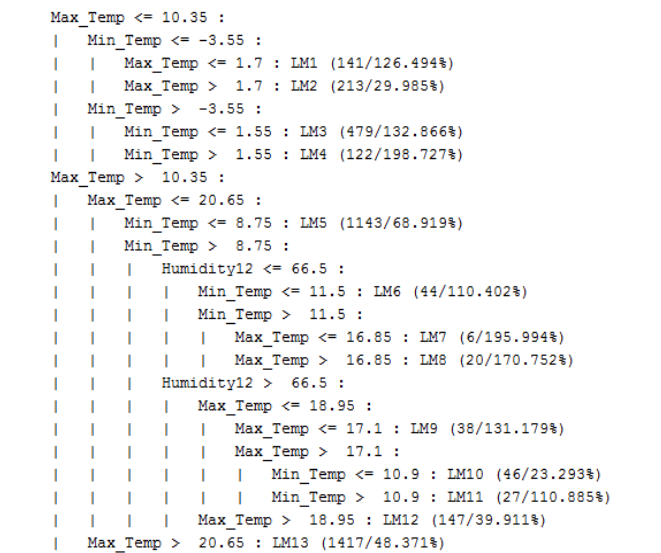 Max_Temp <= 10.35 :
|   Min_Temp <= -3.55 :
|   |   Max_Temp <= 1.7 : LM1 (141/126.494%)
|   |   Max_Temp >  1.7 : LM2 (213/29.985%)
|   Min_Temp >  -3.55 :
|   |   Min_Temp <= 1.55 : LM3 (479/132.866%)
|   |   Min_Temp >  1.55 : LM4 (122/198.727%)
Max_Temp >  10.35 :
|   Max_Temp <= 20.65 :
|   |   Min_Temp <= 8.75 : LM5 (1143/68.919%)
|   |   Min_Temp >  8.75 :
|   |   |   Humidity12 <= 66.5 :
|   |   |   |   Min_Temp <= 11.5 : LM6 (44/110.402%)
|   |   |   |   Min_Temp >  11.5 :
|   |   |   |   |   Max_Temp <= 16.85 : LM7 (6/195.994%)
|   |   |   |   |   Max_Temp >  16.85 : LM8 (20/170.752%)
|   |   |   Humidity12 >  66.5 :
|   |   |   |   Max_Temp <= 18.95 :
|   |   |   |   |   Max_Temp <= 17.1 : LM9 (38/131.179%)
|   |   |   |   |   Max_Temp >  17.1 :
|   |   |   |   |   |   Min_Temp <= 10.9 : LM10 (46/23.293%)
|   |   |   |   |   |   Min_Temp >  10.9 : LM11 (27/110.885%)
|   |   |   |   Max_Temp >  18.95 : LM12 (147/39.911%)
|   Max_Temp >  20.65 : LM13 (1417/48.371%)